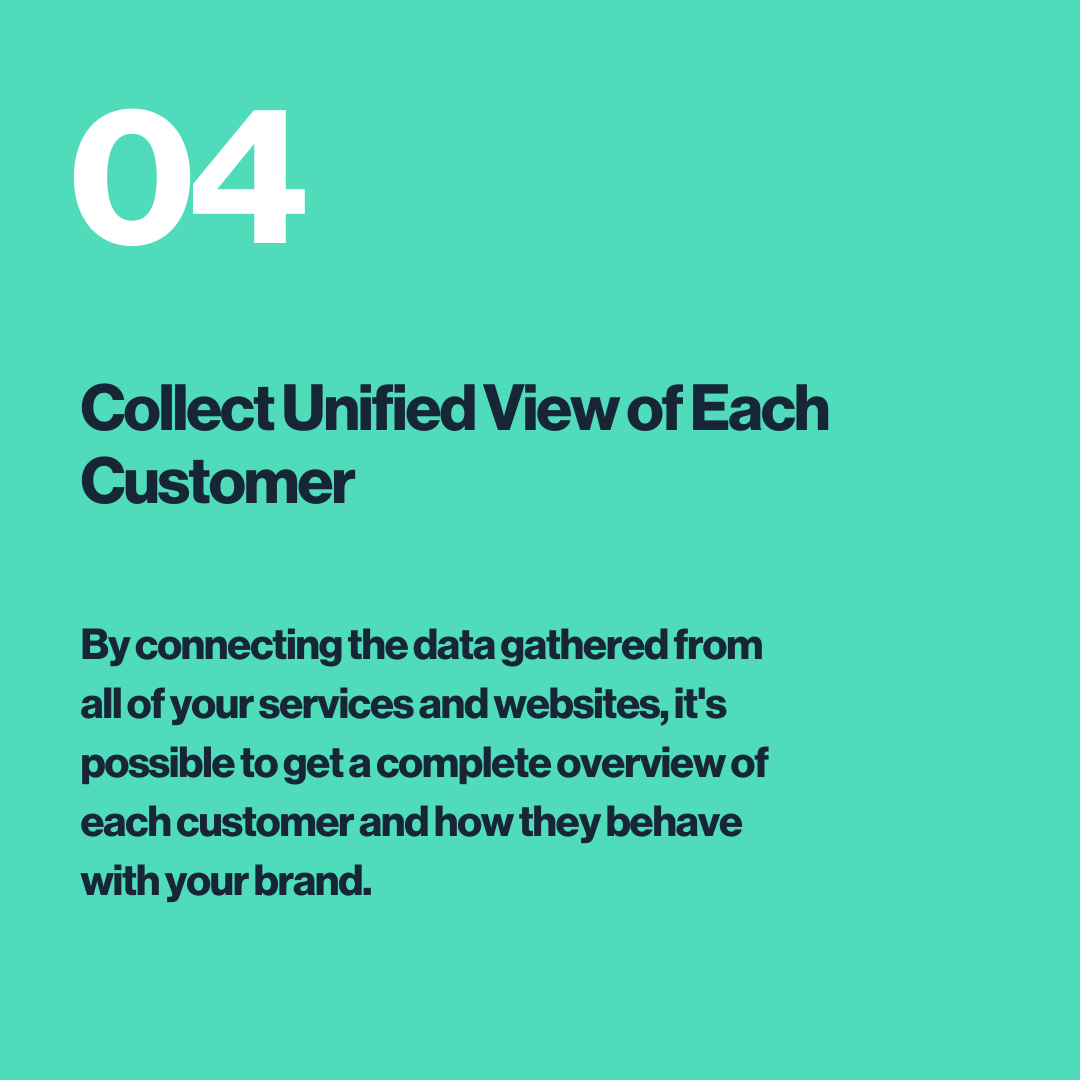 04
Collect Unified View of Each
Customer
By connecting the data gathered from
all of your services and websites, it's
possible to get a complete overview of
each customer and how they behave
with your brand.